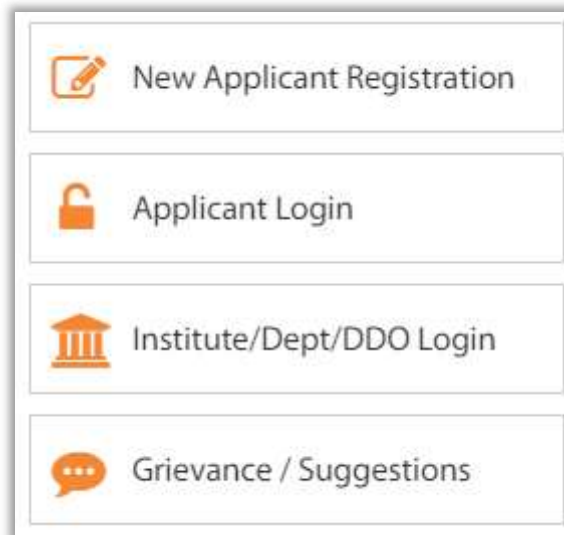 New Applicant Registration
Applicant Login
Institute/Dept/DDO Login
Grievance / Suggestions